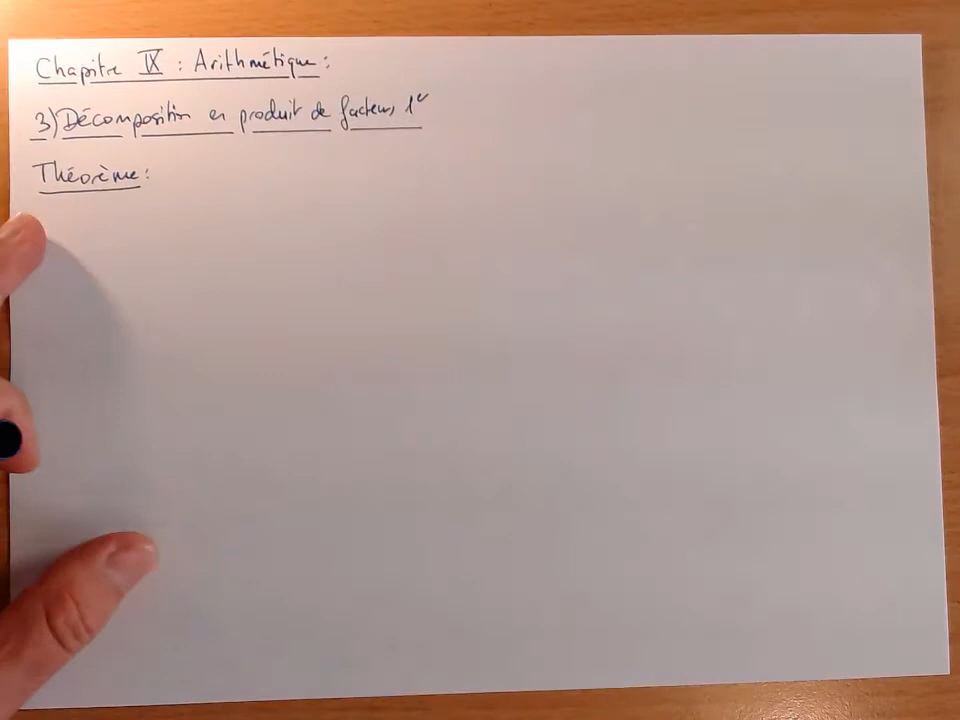 Chapitre IX : Arithmétique :
3) Décomposition en produit de facteurs 1er
Théorème :